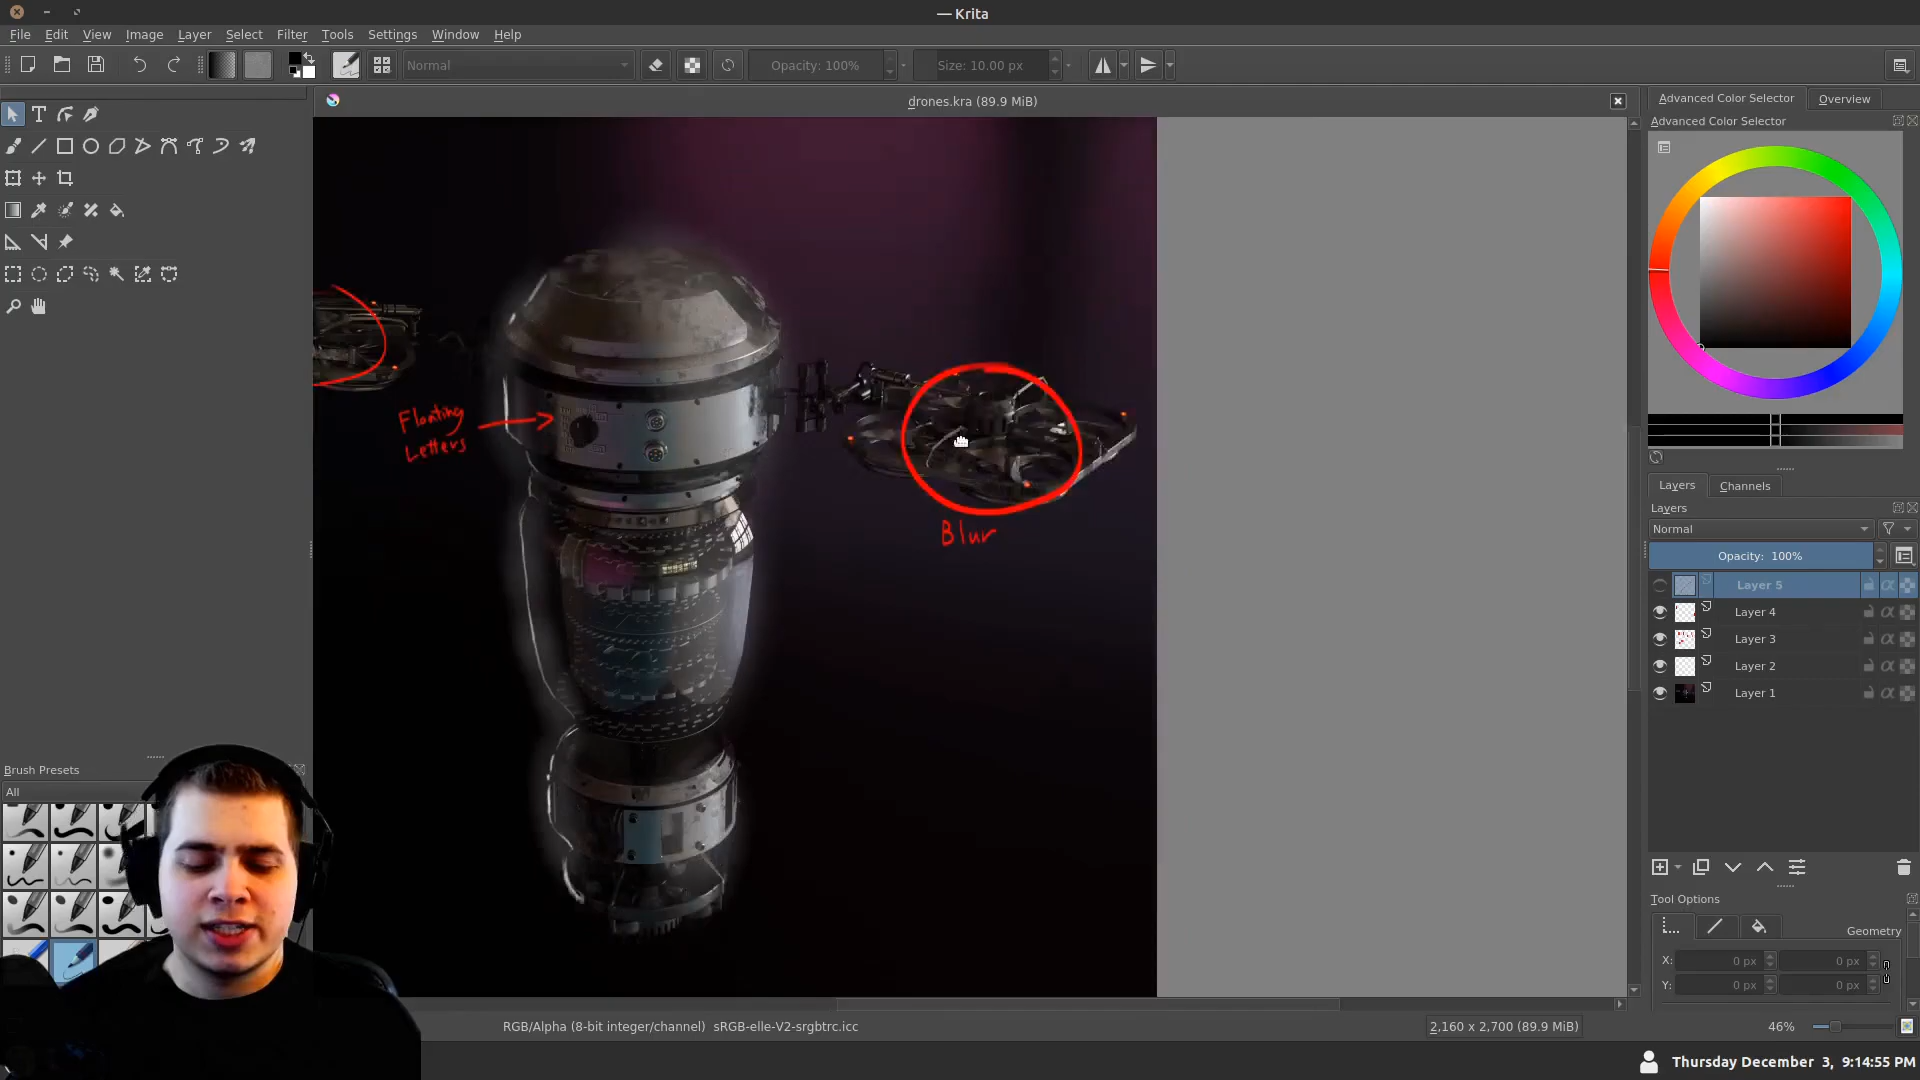 — Krita
File Edit View Image Layer Select Filter Tools Settings Window Help
Normal
Opacity: 100%
Size: 10.00 px
drones.kra (89.9 MiB)
Advanced Color Selector
Overview
Advanced Color Selector
Floating
Letters
Blur
Layers
Channels
Layers
Normal
Opacity: 100%
Layer 5
Layer 4
Layer 3
Layer 2
Layer 1
Brush Presets
All
Tool Options
Geometry
X: 0 px 0 px
Y: 0 px 0 px
RGB/Alpha (8-bit integer/channel) sRGB-elle-V2-srgbtrc.icc
2,160 x 2,700 (89.9 MiB)
46%
Thursday December 3, 9:14:55 PM